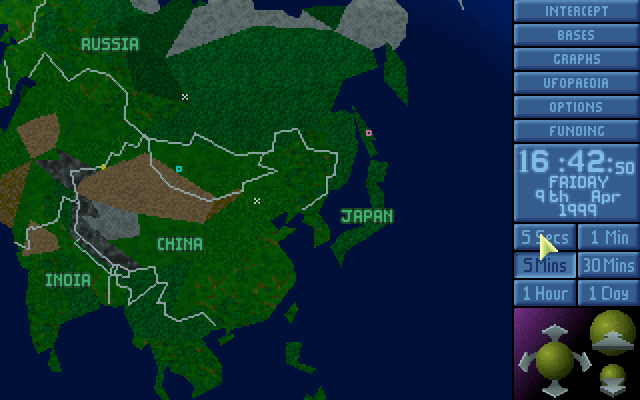 INTERCEPT
BASES
GRAPHS
UFOPAEDIA
OPTIONS
FUNDING
16:42:50
FRIDAY
9th Apr
1999
5 Secs 1 Min
5 Mins 30 Mins
1 Hour 1 Day
RUSSIA
JAPAN
CHINA
INDIA